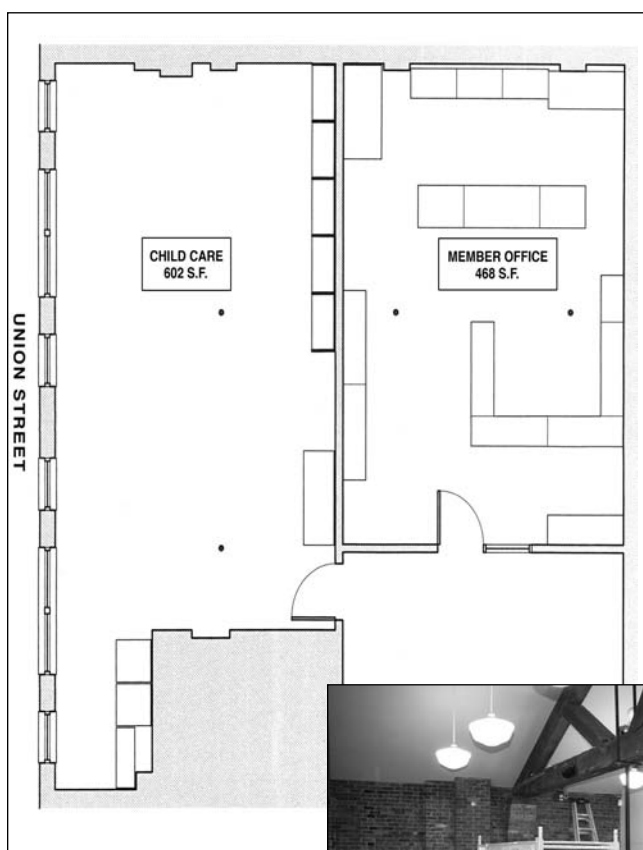 CHILD CARE
602 S.F.
MEMBER OFFICE
468 S.F.
UNION STREET